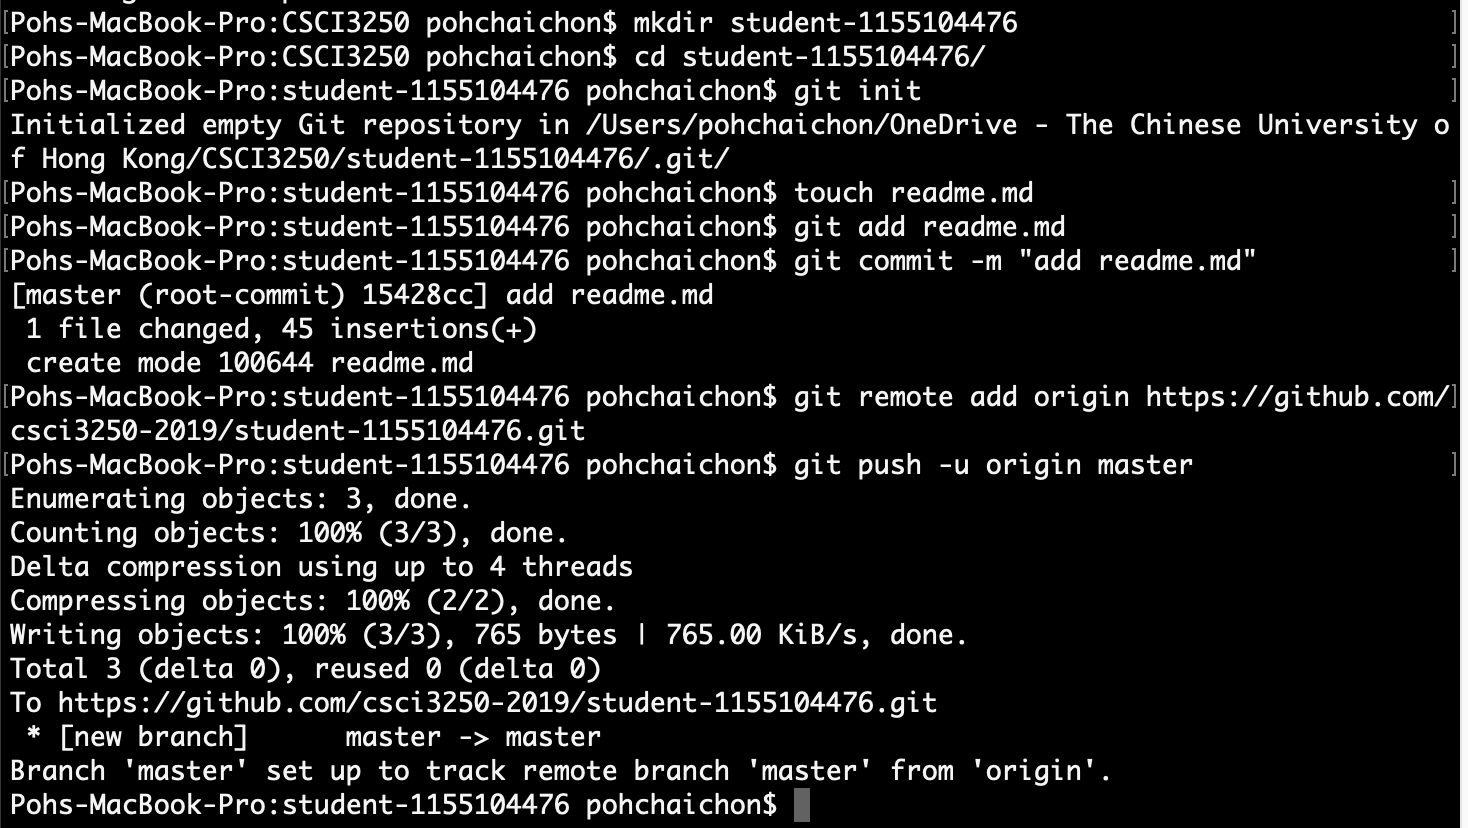 [Pohs-MacBook-Pro:CSCI3250 pohchaichon$ mkdir student-1155104476 ]
[Pohs-MacBook-Pro:CSCI3250 pohchaichon$ cd student-1155104476/ ]
[Pohs-MacBook-Pro:student-1155104476 pohchaichon$ git init ]
Initialized empty Git repository in /Users/pohchaichon/OneDrive - The Chinese University o
f Hong Kong/CSCI3250/student-1155104476/.git/
[Pohs-MacBook-Pro:student-1155104476 pohchaichon$ touch readme.md ]
[Pohs-MacBook-Pro:student-1155104476 pohchaichon$ git add readme.md ]
[Pohs-MacBook-Pro:student-1155104476 pohchaichon$ git commit -m "add readme.md" ]
[master (root-commit) 15428cc] add readme.md
 1 file changed, 45 insertions(+)
 create mode 100644 readme.md
[Pohs-MacBook-Pro:student-1155104476 pohchaichon$ git remote add origin https://github.com/]
csci3250-2019/student-1155104476.git
[Pohs-MacBook-Pro:student-1155104476 pohchaichon$ git push -u origin master ]
Enumerating objects: 3, done.
Counting objects: 100% (3/3), done.
Delta compression using up to 4 threads
Compressing objects: 100% (2/2), done.
Writing objects: 100% (3/3), 765 bytes | 765.00 KiB/s, done.
Total 3 (delta 0), reused 0 (delta 0)
To https://github.com/csci3250-2019/student-1155104476.git
 * [new branch]      master -> master
Branch 'master' set up to track remote branch 'master' from 'origin'.
Pohs-MacBook-Pro:student-1155104476 pohchaichon$